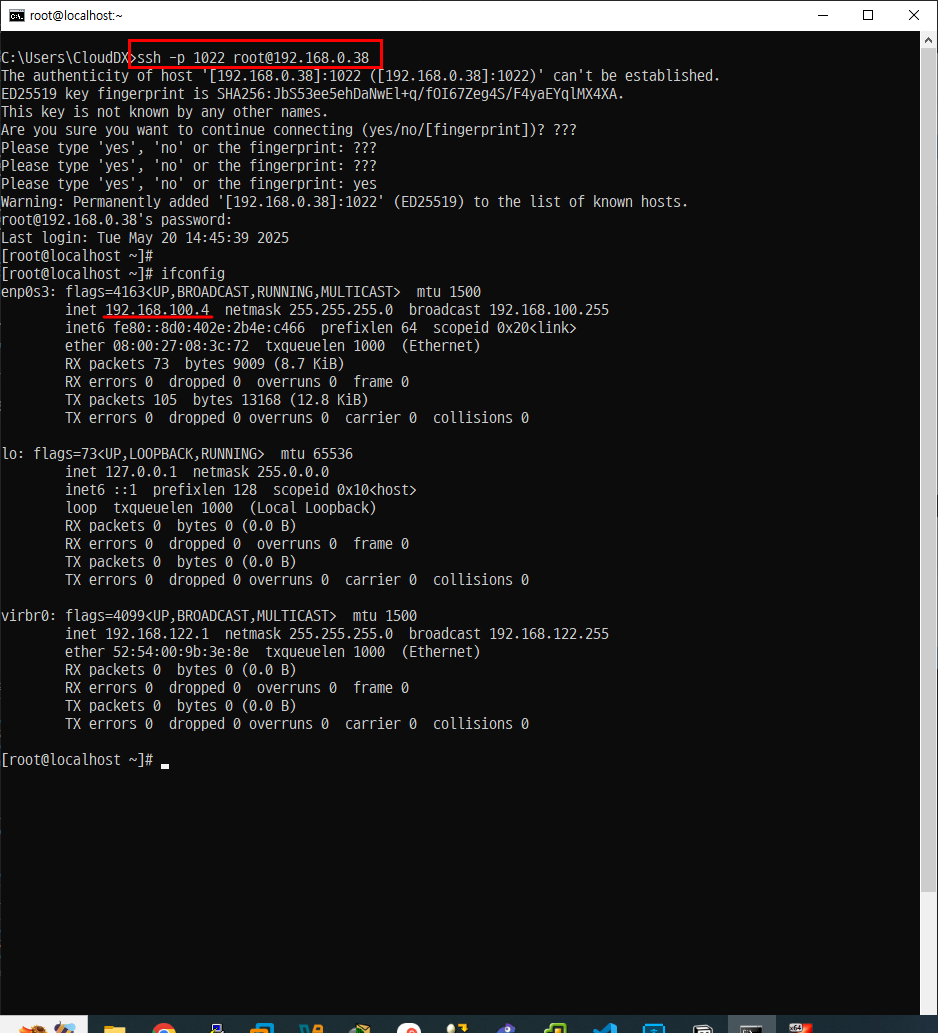 root@localhost:~
C:\Users\CloudDX>ssh -p 1022 root@192.168.0.38
The authenticity of host '[192.168.0.38]:1022 ([192.168.0.38]:1022)' can't be established.
ED25519 key fingerprint is SHA256:JbS53ee5ehDaNwEl+q/fOI67Zeg4S/F4yaEYqlMX4XA.
This key is not known by any other names.
Are you sure you want to continue connecting (yes/no/[fingerprint])? ???
Please type 'yes', 'no' or the fingerprint: ???
Please type 'yes', 'no' or the fingerprint: ???
Please type 'yes', 'no' or the fingerprint: yes
Warning: Permanently added '[192.168.0.38]:1022' (ED25519) to the list of known hosts.
root@192.168.0.38's password:
Last login: Tue May 20 14:45:39 2025
[root@localhost ~]#
[root@localhost ~]# ifconfig
enp0s3: flags=4163<UP,BROADCAST,RUNNING,MULTICAST>  mtu 1500
        inet 192.168.100.4  netmask 255.255.255.0  broadcast 192.168.100.255
        inet6 fe80::8d0:402e:2b4e:c466  prefixlen 64  scopeid 0x20<link>
        ether 08:00:27:08:3c:72  txqueuelen 1000  (Ethernet)
        RX packets 73  bytes 9009 (8.7 KiB)
        RX errors 0  dropped 0  overruns 0  frame 0
        TX packets 105  bytes 13168 (12.8 KiB)
        TX errors 0  dropped 0 overruns 0  carrier 0  collisions 0
lo: flags=73<UP,LOOPBACK,RUNNING>  mtu 65536
        inet 127.0.0.1  netmask 255.0.0.0
        inet6 ::1  prefixlen 128  scopeid 0x10<host>
        loop  txqueuelen 1000  (Local Loopback)
        RX packets 0  bytes 0 (0.0 B)
        RX errors 0  dropped 0  overruns 0  frame 0
        TX packets 0  bytes 0 (0.0 B)
        TX errors 0  dropped 0 overruns 0  carrier 0  collisions 0
virbr0: flags=4099<UP,BROADCAST,MULTICAST>  mtu 1500
        inet 192.168.122.1  netmask 255.255.255.0  broadcast 192.168.122.255
        ether 52:54:00:9b:3e:8e  txqueuelen 1000  (Ethernet)
        RX packets 0  bytes 0 (0.0 B)
        RX errors 0  dropped 0  overruns 0  frame 0
        TX packets 0  bytes 0 (0.0 B)
        TX errors 0  dropped 0 overruns 0  carrier 0  collisions 0
[root@localhost ~]#